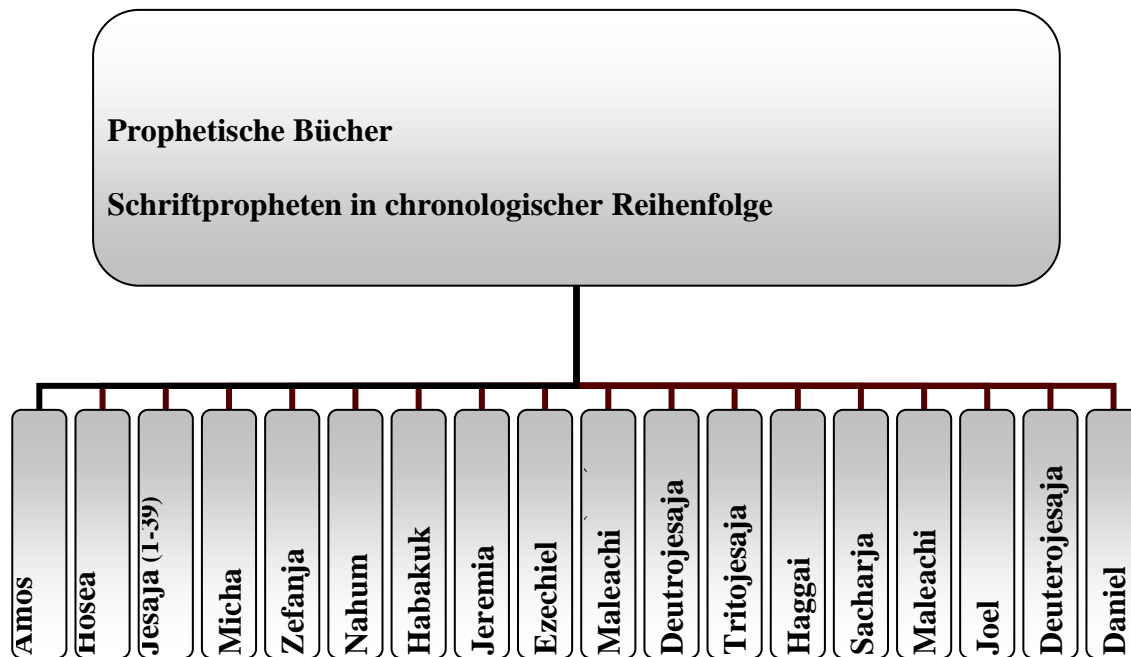 Prophetische Bücher
Schriftpropheten in chronologischer Reihenfolge
Amos
Hosea
Jesaja (1-39)
Micha
Zefanja
Nahum
Habakuk
Jeremia
Ezechiel
Maleachi
Deutrojesaja
Tritojesaja
Haggai
Sacharja
Maleachi
Joel
Deuterojesaja
Daniel